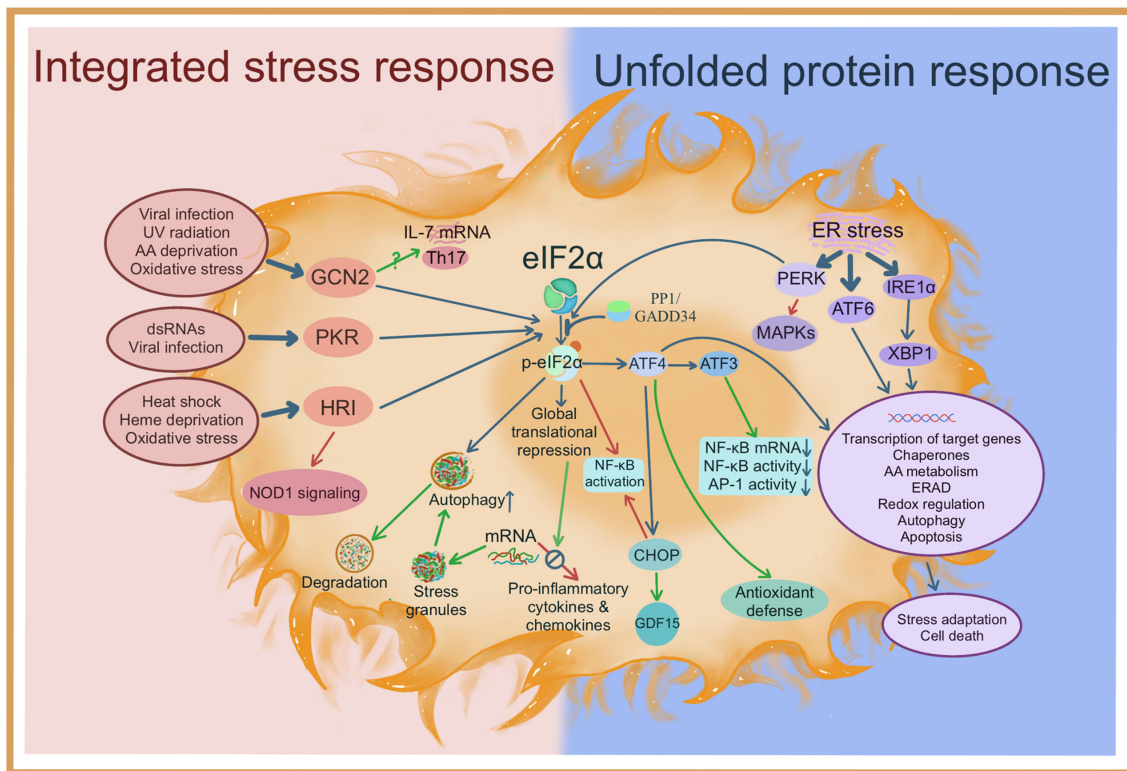 Integrated stress response
Unfolded protein response
Viral infection
UV radiation
AA deprivation
Oxidative stress
GCN2
?
IL-7 mRNA
Th17
dsRNAs
Viral infection
PKR
Heat shock
Heme deprivation
Oxidative stress
HRI
NOD1 signaling
eIF2α
PP1/
GADD34
p-eIF2α
Global
translational
repression
NF-κB
activation
Autophagy
Degradation
Stress
granules
mRNA
Pro-inflammatory
cytokines &
chemokines
ATF4
ATF3
NF-κB mRNA
NF-κB activity
AP-1 activity
CHOP
GDF15
Antioxidant
defense
ER stress
PERK
MAPKs
ATF6
IRE1α
XBP1
Transcription of target genes
Chaperones
AA metabolism
ERAD
Redox regulation
Autophagy
Apoptosis
Stress adaptation
Cell death